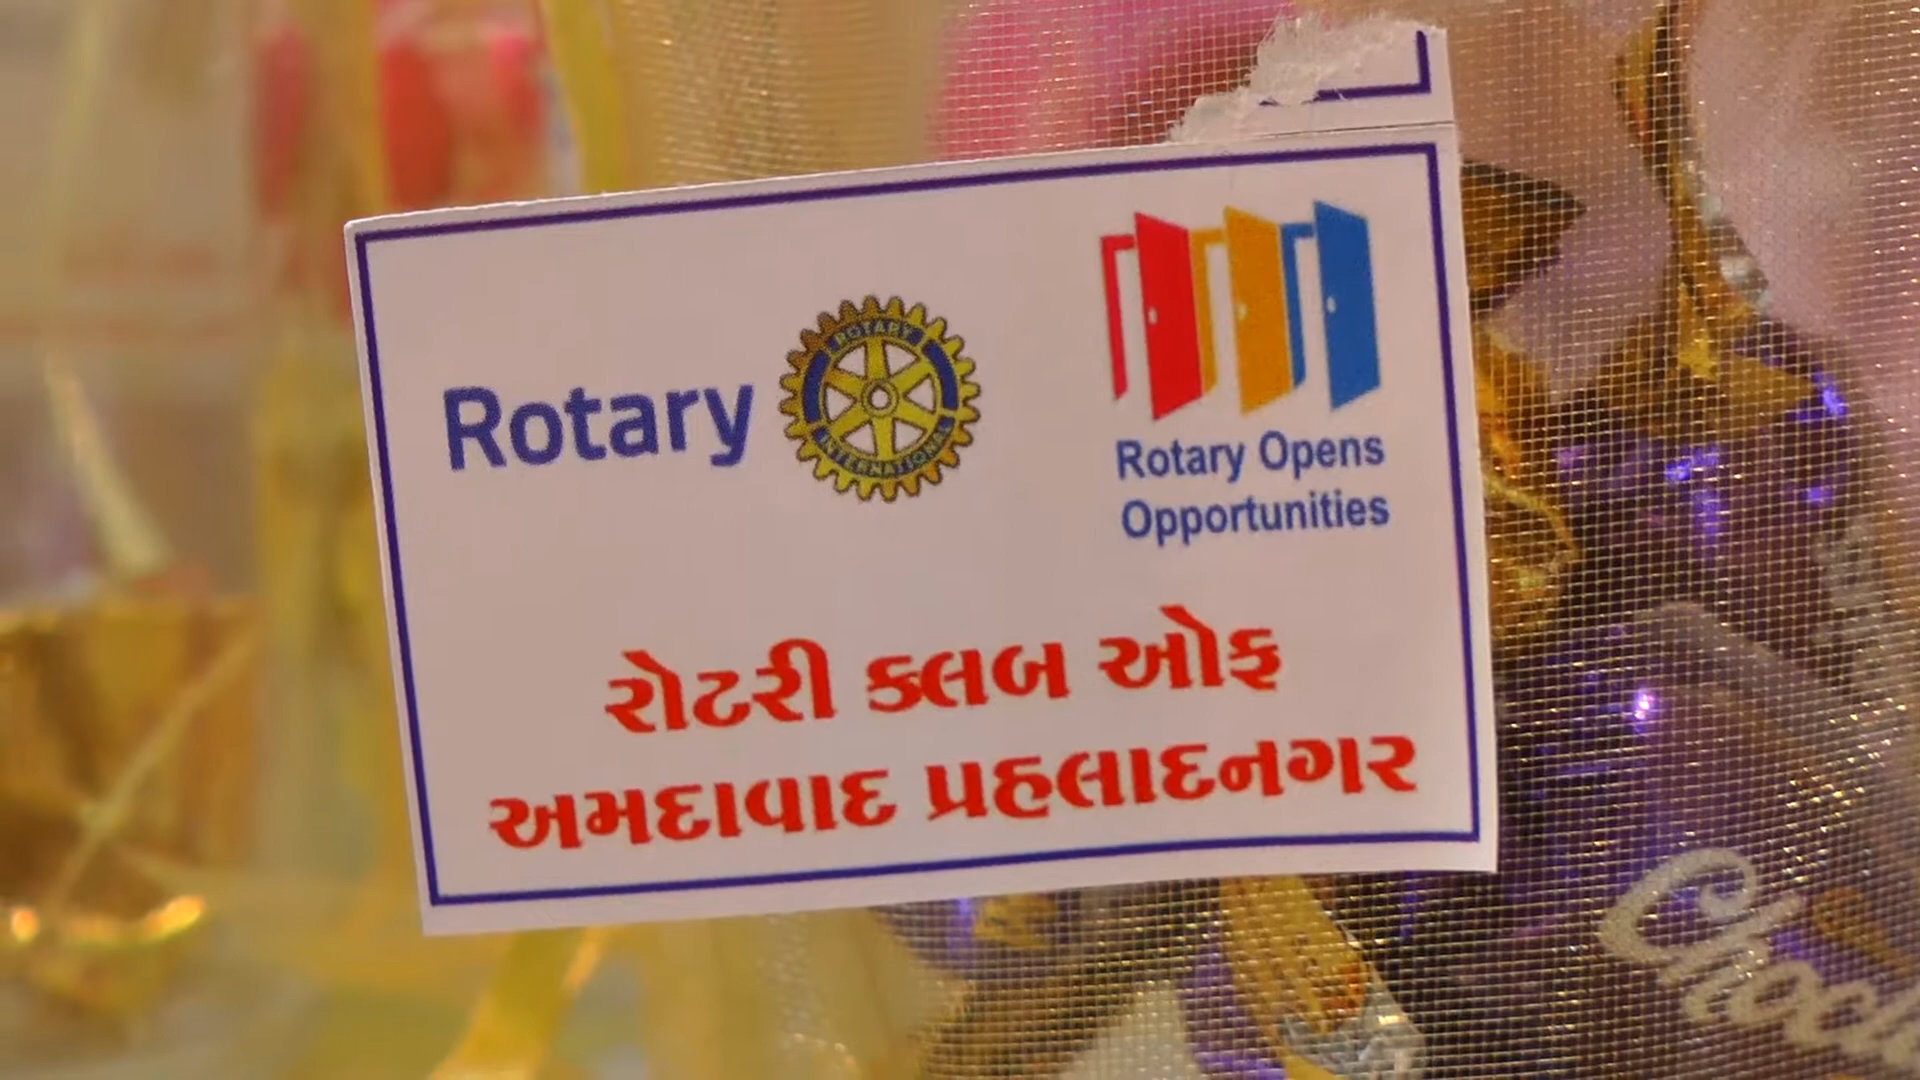 Rotary
ROTARY
INTERNATIONAL
Rotary Opens
Opportunities
રોટરી ક્લબ ઓફ
અમદાવાદ પ્રહલાદનગર